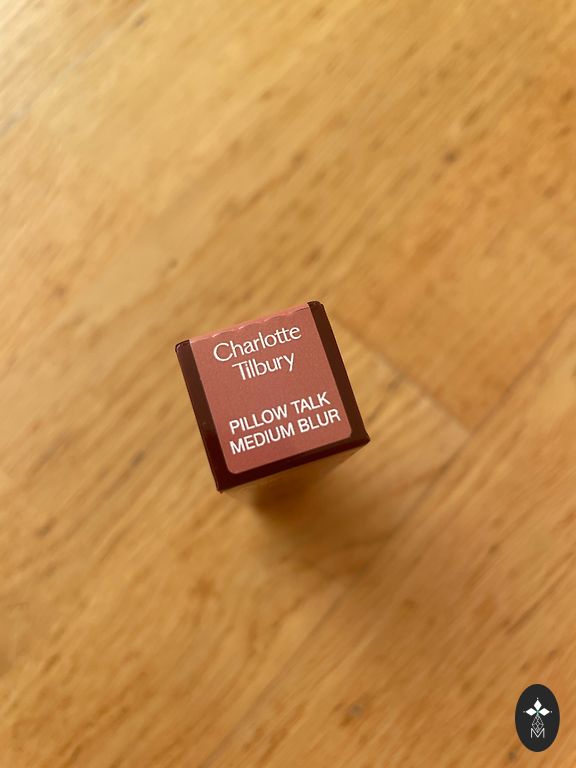 Charlotte
Tilbury
PILLOW TALK
MEDIUM BLUR
M